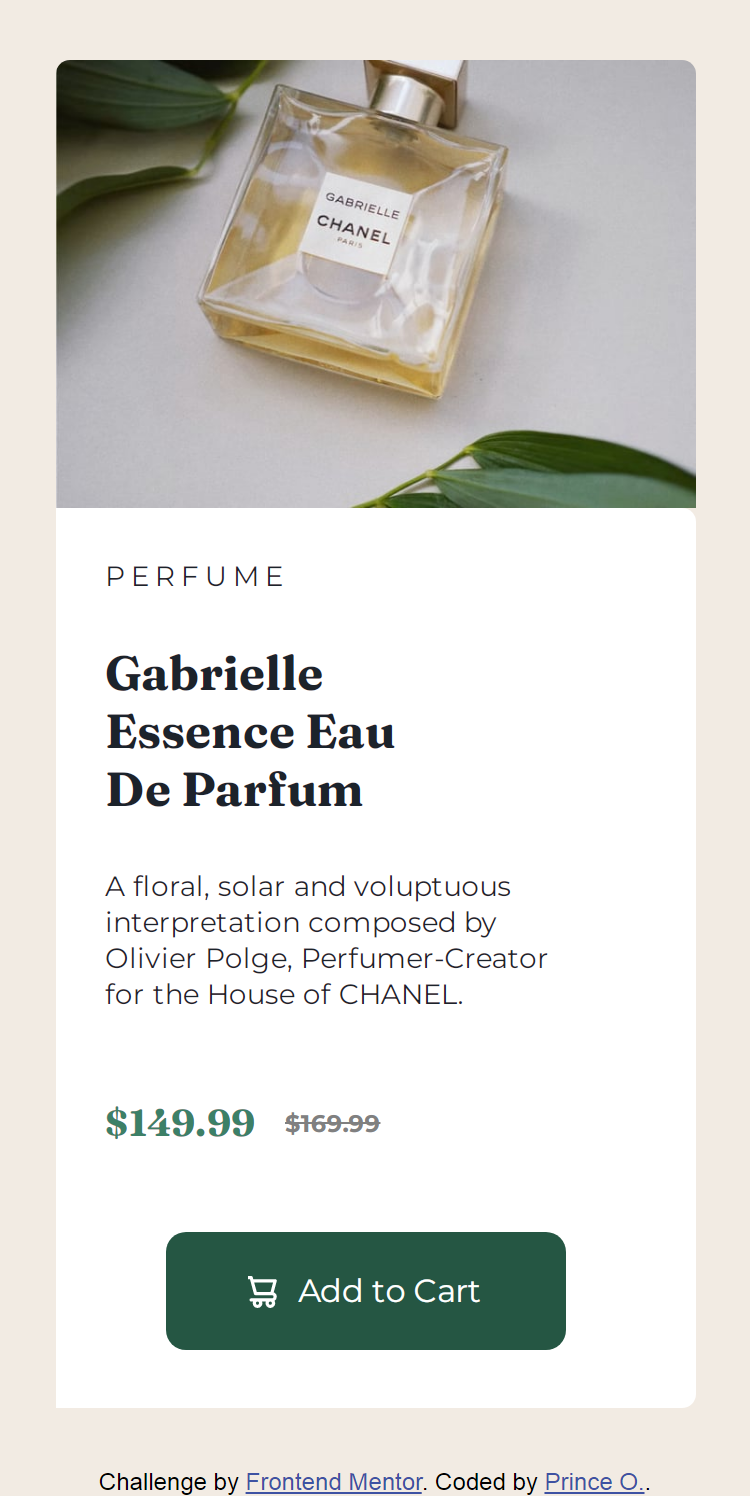 GABRIELLE
CHANEL
PARIS
PERFUME
Gabrielle
Essence Eau
De Parfum
A floral, solar and voluptuous
interpretation composed by
Olivier Polge, Perfumer-Creator
for the House of CHANEL.
$149.99 $169.99
Add to Cart
Challenge by Frontend Mentor. Coded by Prince O..